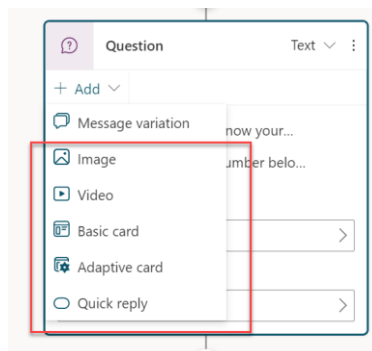 Question Text
Add
Message variation
now your...
Image
umber belo...
Video
Basic card
Adaptive card
Quick reply